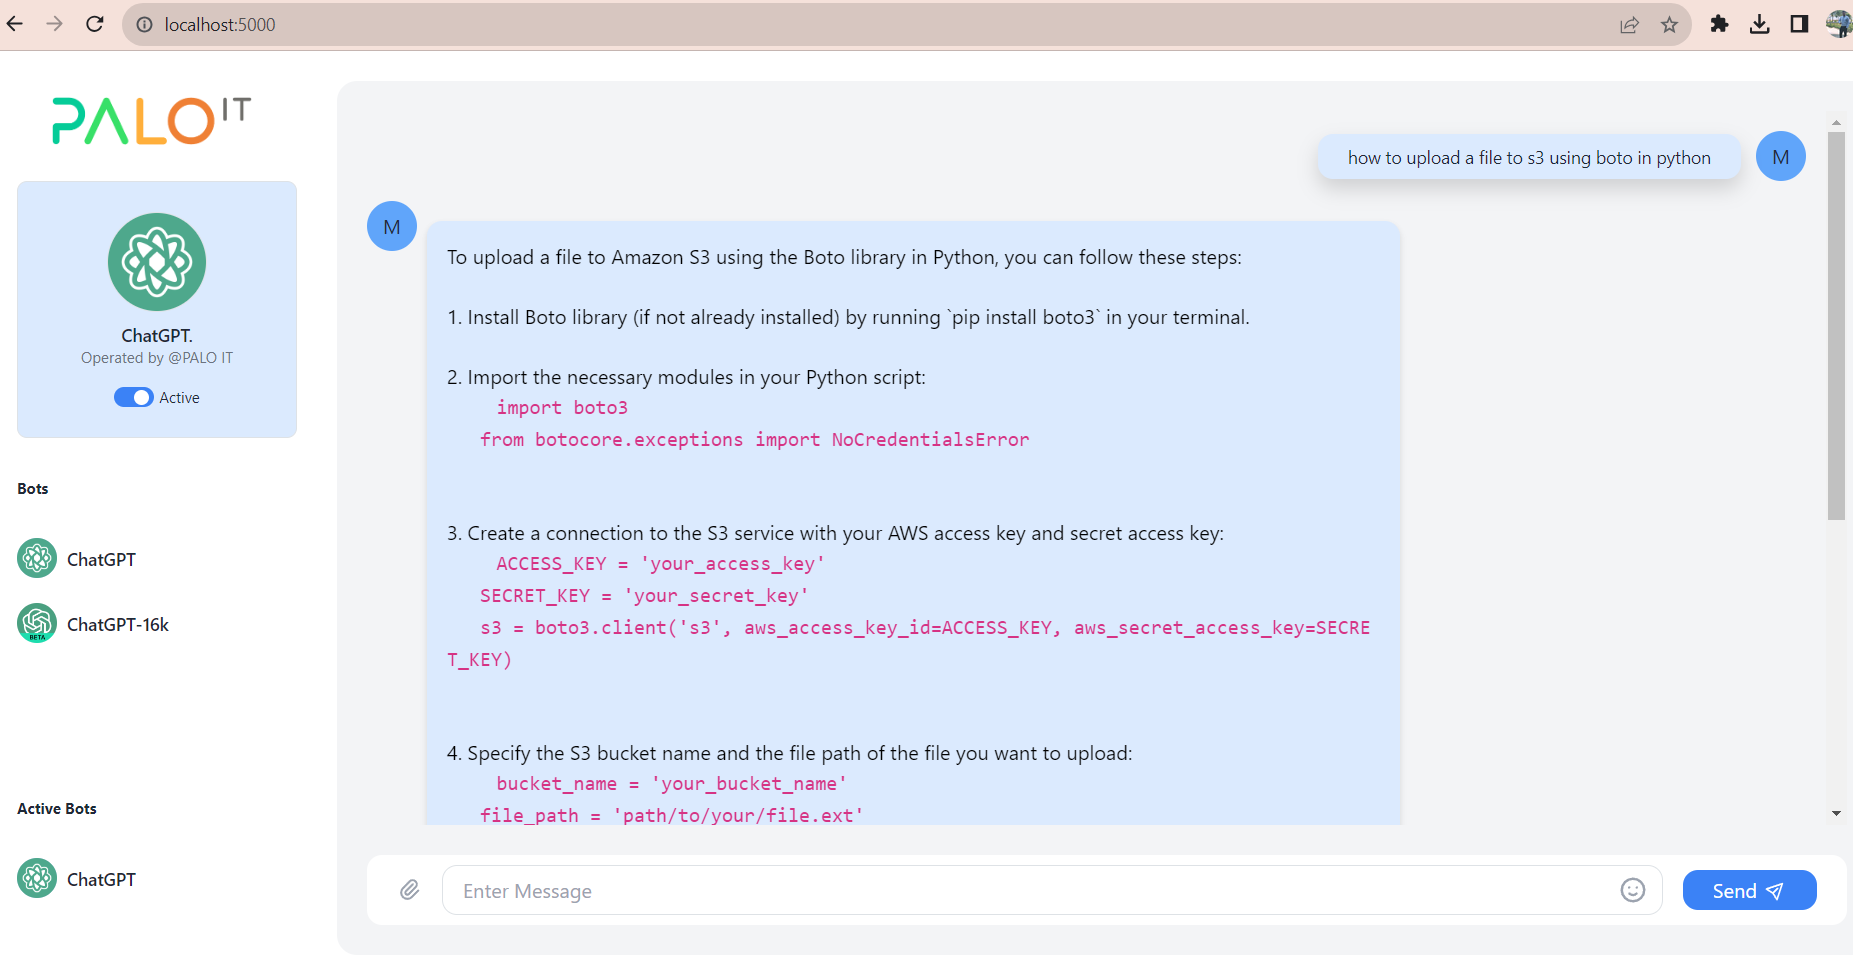 localhost:5000
PALO IT
ChatGPT.
Operated by @PALO IT
Active
Bots
ChatGPT
BETA
ChatGPT-16k
Active Bots
ChatGPT
how to upload a file to s3 using boto in python
M
M
To upload a file to Amazon S3 using the Boto library in Python, you can follow these steps:
1. Install Boto library (if not already installed) by running `pip install boto3` in your terminal.
2. Import the necessary modules in your Python script:
import boto3
from botocore.exceptions import NoCredentialsError
3. Create a connection to the S3 service with your AWS access key and secret access key:
ACCESS_KEY = 'your_access_key'
SECRET_KEY = 'your_secret_key'
s3 = boto3.client('s3', aws_access_key_id=ACCESS_KEY, aws_secret_access_key=SECRE
T_KEY)
4. Specify the S3 bucket name and the file path of the file you want to upload:
bucket_name = 'your_bucket_name'
file_path = 'path/to/your/file.ext'
Enter Message
Send